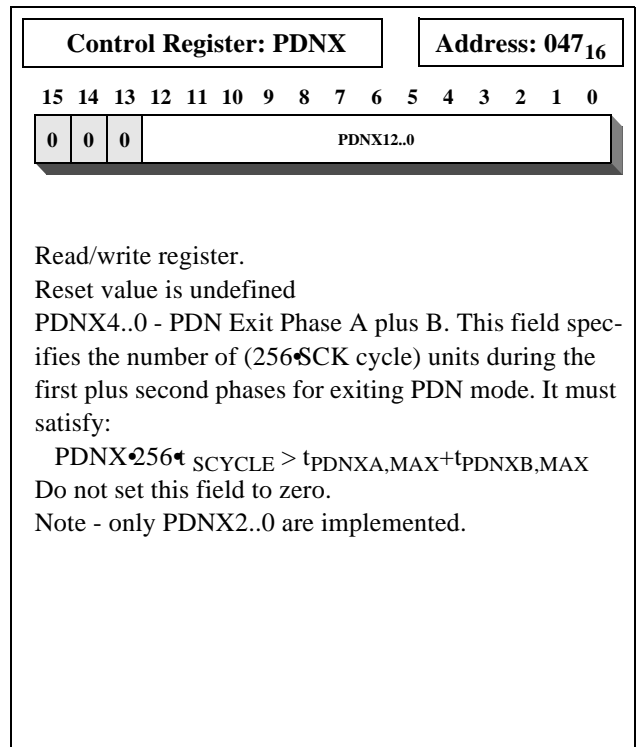 Control Register: PDNX
Address: 047₁₆
15 14 13 12 11 10 9 8 7 6 5 4 3 2 1 0
0 0 0 PDNX12..0
Read/write register.
Reset value is undefined
PDNX4..0 - PDN Exit Phase A plus B. This field spec-
ifies the number of (256•SCK cycle) units during the
first plus second phases for exiting PDN mode. It must
satisfy:
PDNX•256•t SCYCLE > tPDNXA,MAX+tPDNXB,MAX
Do not set this field to zero.
Note - only PDNX2..0 are implemented.